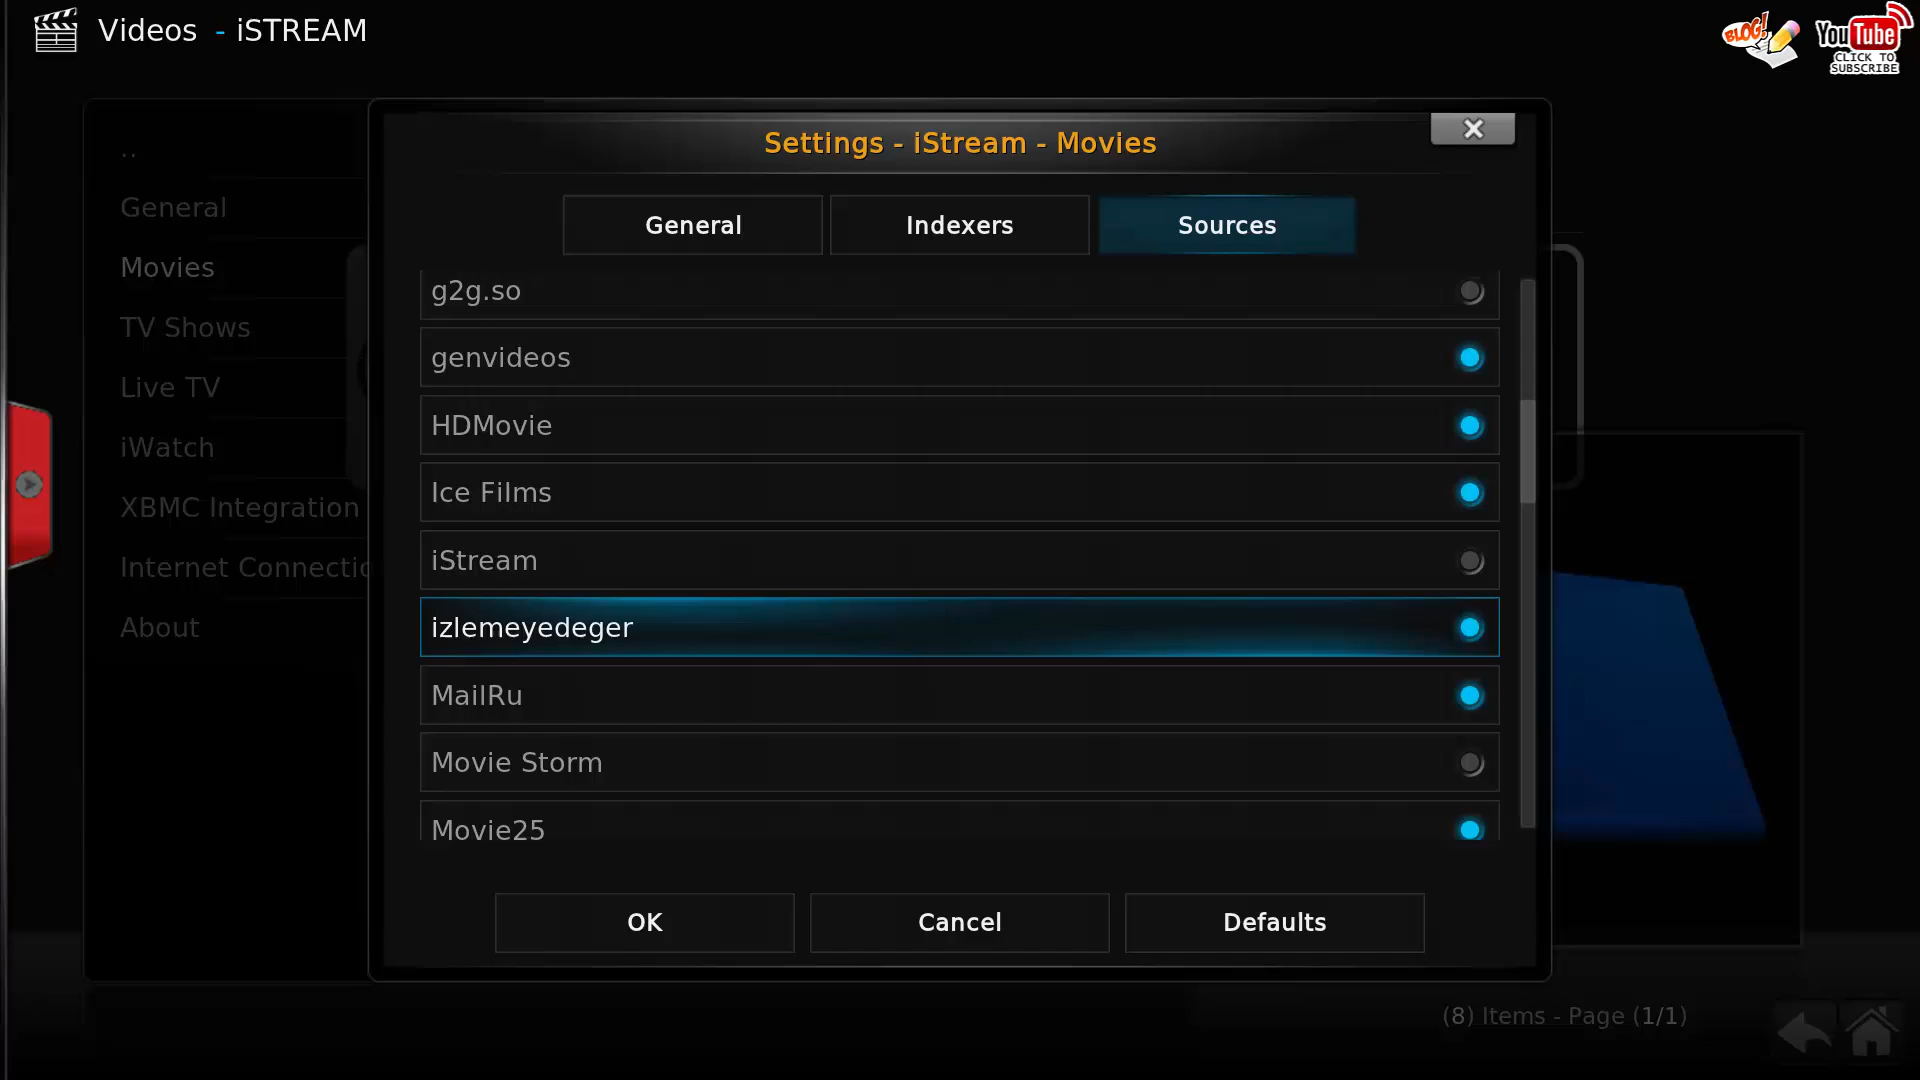 Videos - iSTREAM
BLOG!
YouTube
CLICK TO
SUBSCRIBE
..
General
Movies
TV Shows
Live TV
iWatch
XBMC Integration
Internet Connectio
About
Settings - iStream - Movies
General
Indexers
Sources
g2g.so
genvideos
HDMovie
Ice Films
iStream
izlemeyedeger
MailRu
Movie Storm
Movie25
OK
Cancel
Defaults
(8) Items - Page (1/1)